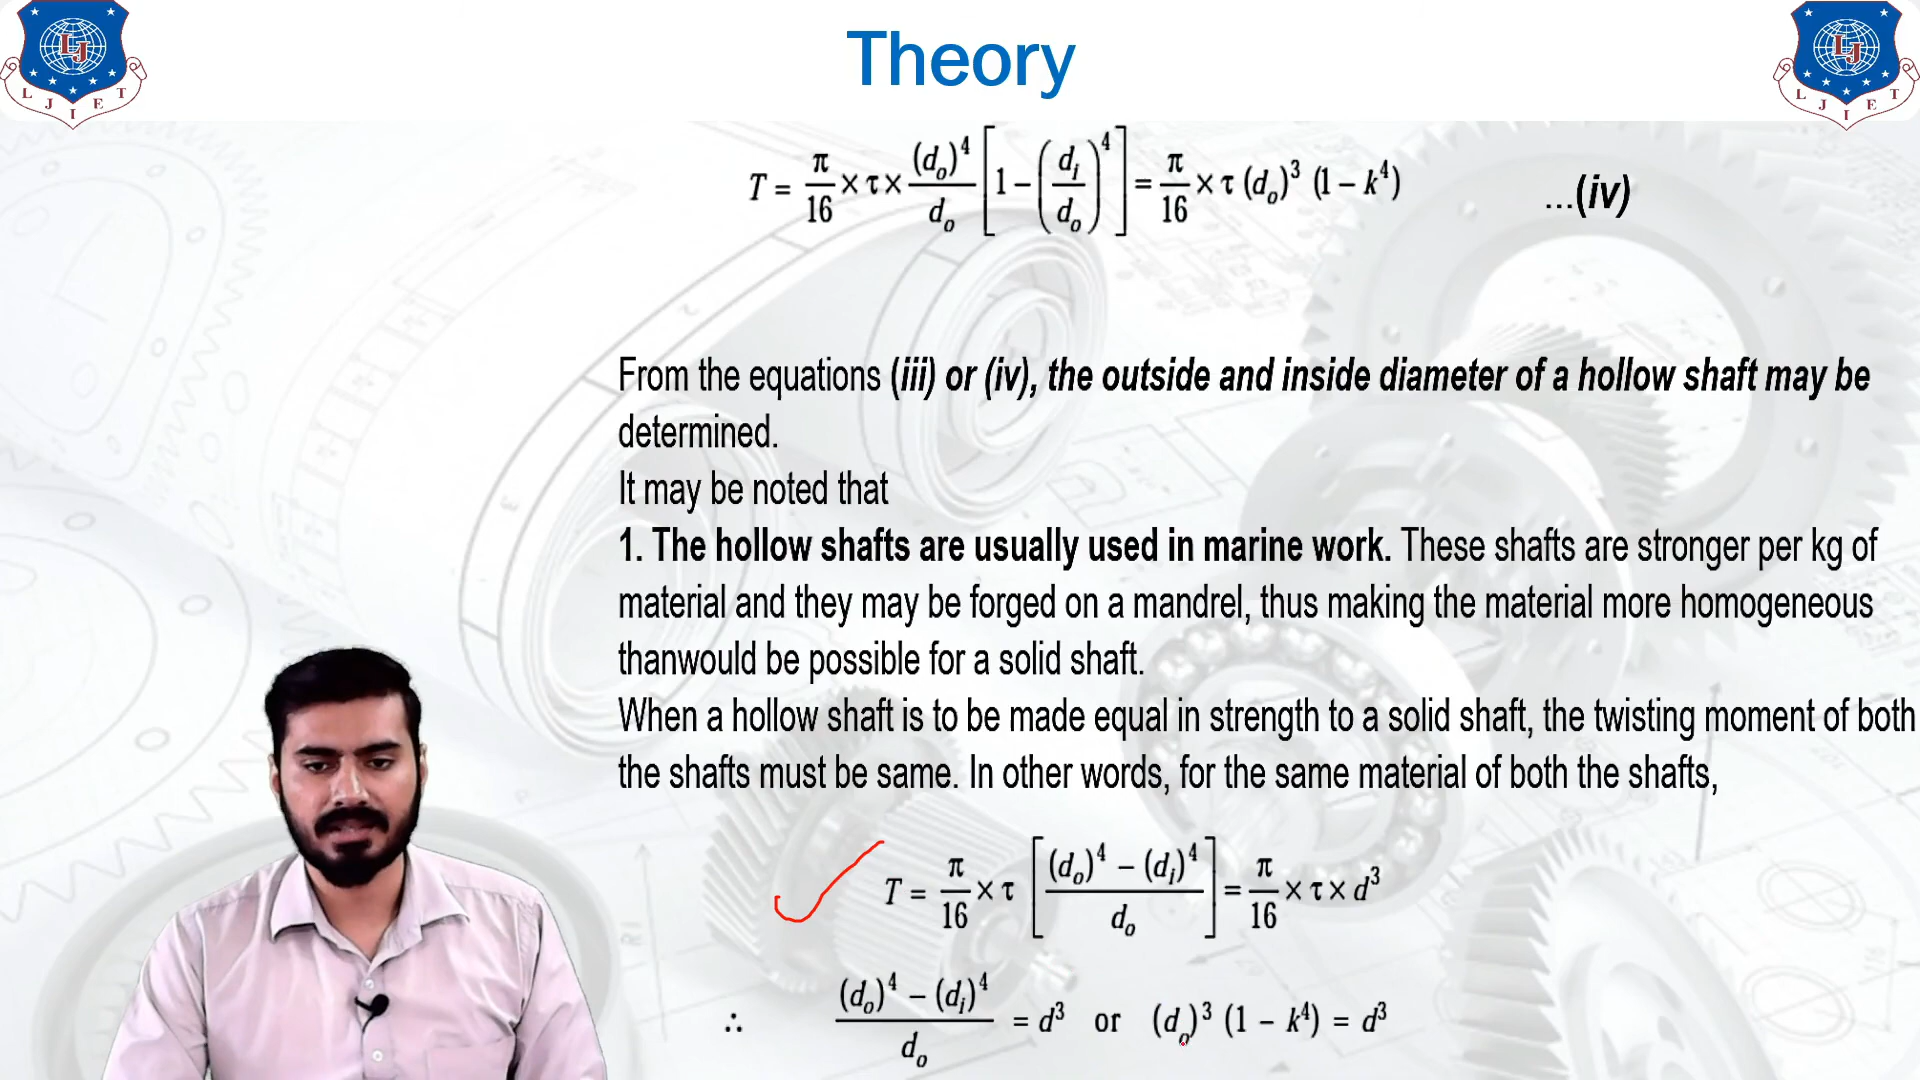 Theory
L J I E T
L J I E T
LJ
LJ
T = π/16 × τ × (d_o)^4/d_o [1 − (d_i/d_o)^4] = π/16 × τ (d_o)^3 (1 − k^4) ...(iv)
From the equations (iii) or (iv), the outside and inside diameter of a hollow shaft may be
determined.
It may be noted that
1. The hollow shafts are usually used in marine work. These shafts are stronger per kg of
material and they may be forged on a mandrel, thus making the material more homogeneous
thanwould be possible for a solid shaft.
When a hollow shaft is to be made equal in strength to a solid shaft, the twisting moment of both
the shafts must be same. In other words, for the same material of both the shafts,
T = π/16 × τ [((d_o)^4 − (d_i)^4)/d_o] = π/16 × τ × d^3
∴ ((d_o)^4 − (d_i)^4)/d_o = d^3 or (d_o)^3 (1 − k^4) = d^3